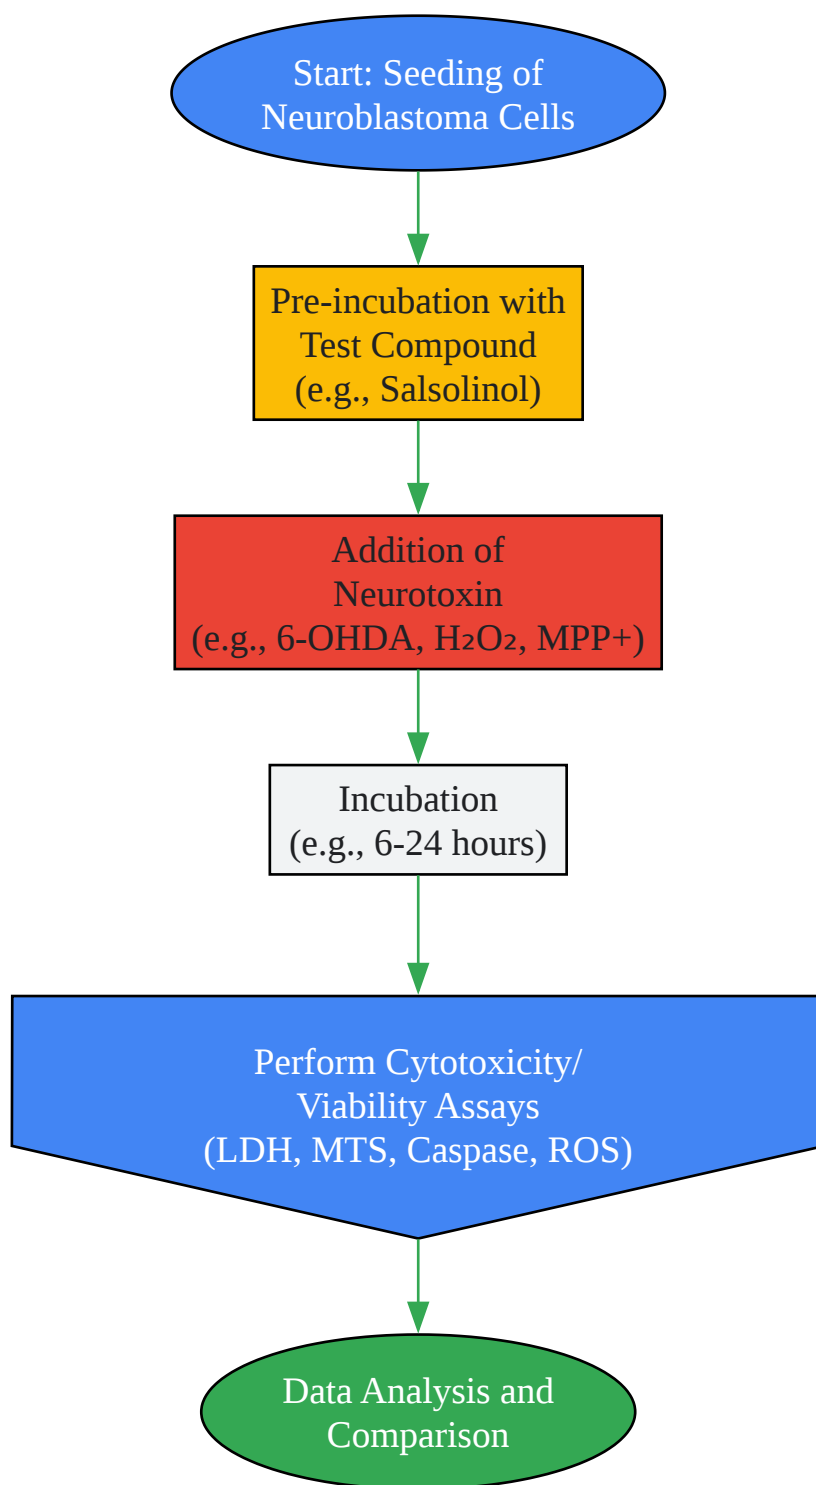 Start: Seeding of
Neuroblastoma Cells
Pre-incubation with
Test Compound
(e.g., Salsolinol)
Addition of
Neurotoxin
(e.g., 6-OHDA, H₂O₂, MPP+)
Incubation
(e.g., 6-24 hours)
Perform Cytotoxicity/
Viability Assays
(LDH, MTS, Caspase, ROS)
Data Analysis and
Comparison